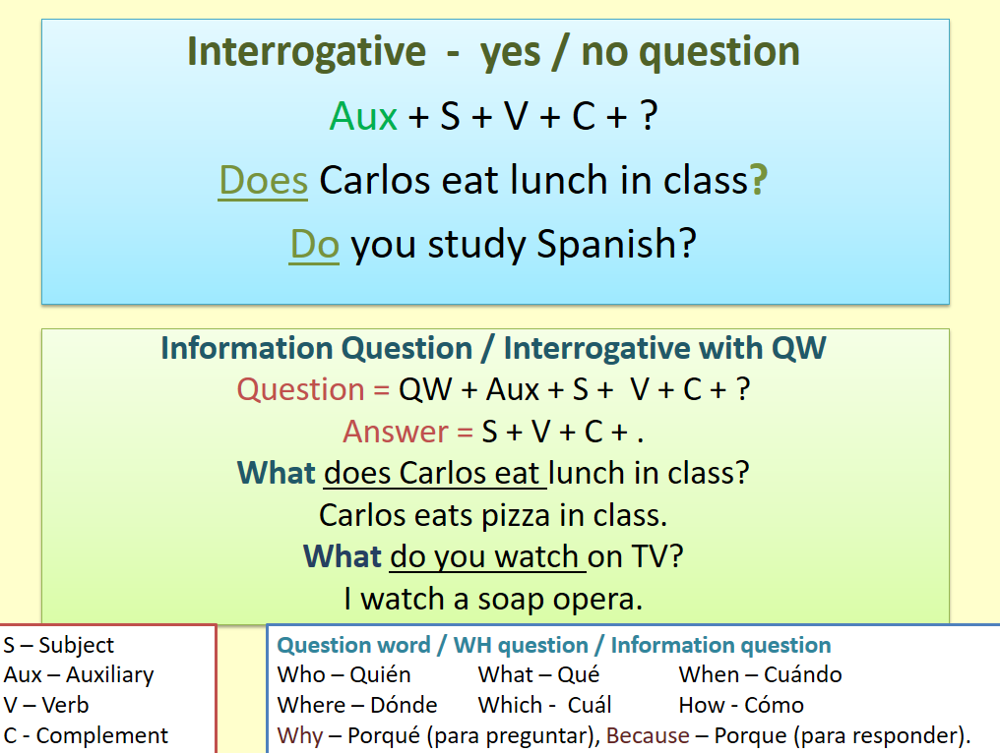 Interrogative - yes / no question
Aux + S + V + C + ?
Does Carlos eat lunch in class?
Do you study Spanish?
Information Question / Interrogative with QW
Question = QW + Aux + S + V + C + ?
Answer = S + V + C + .
What does Carlos eat lunch in class?
Carlos eats pizza in class.
What do you watch on TV?
I watch a soap opera.
S – Subject
Aux – Auxiliary
V – Verb
C - Complement
Question word / WH question / Information question
Who – Quién What – Qué When – Cuándo
Where – Dónde Which - Cuál How - Cómo
Why – Porqué (para preguntar), Because – Porque (para responder).